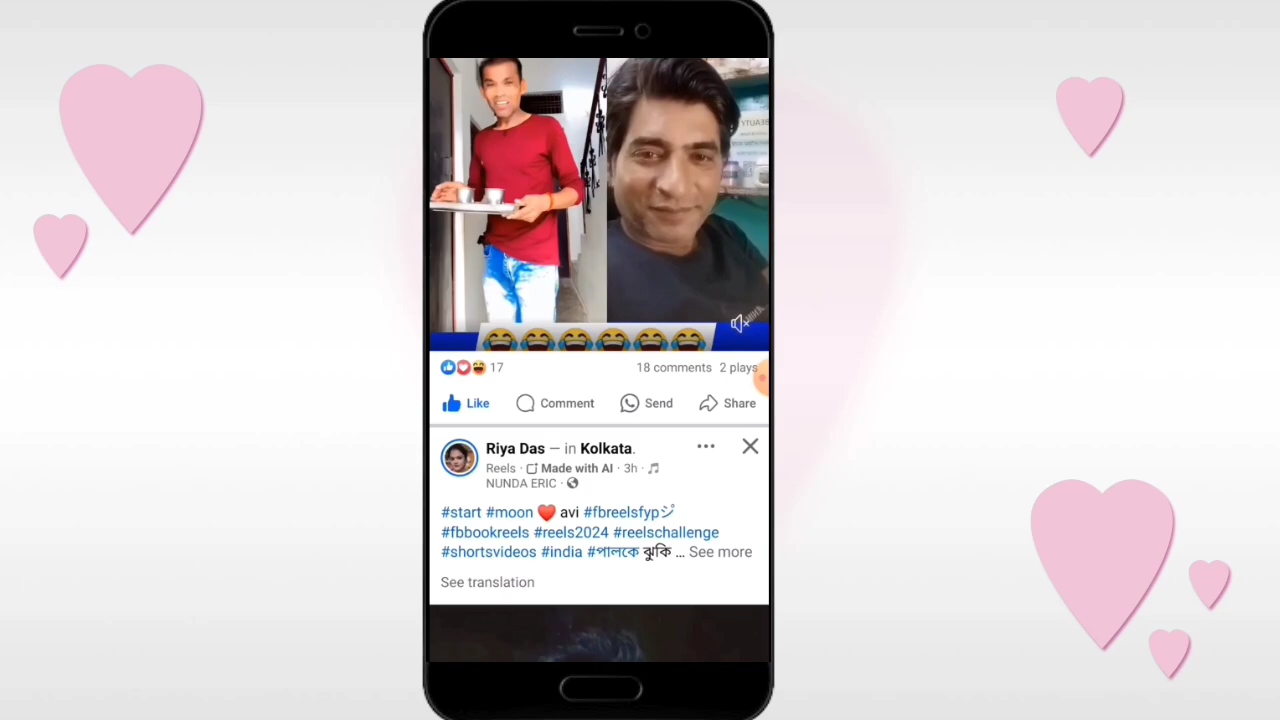 BEAUTY
17 18 comments 2 plays
Like Comment Send Share
Riya Das — in Kolkata.
Reels · Made with AI · 3h ·
NUNDA ERIC ·
#start #moon ❤️ avi #fbreelsfypシ゚
#fbbookreels #reels2024 #reelschallenge
#shortsvideos #india #পালকে ঝুকি ... See more
See translation